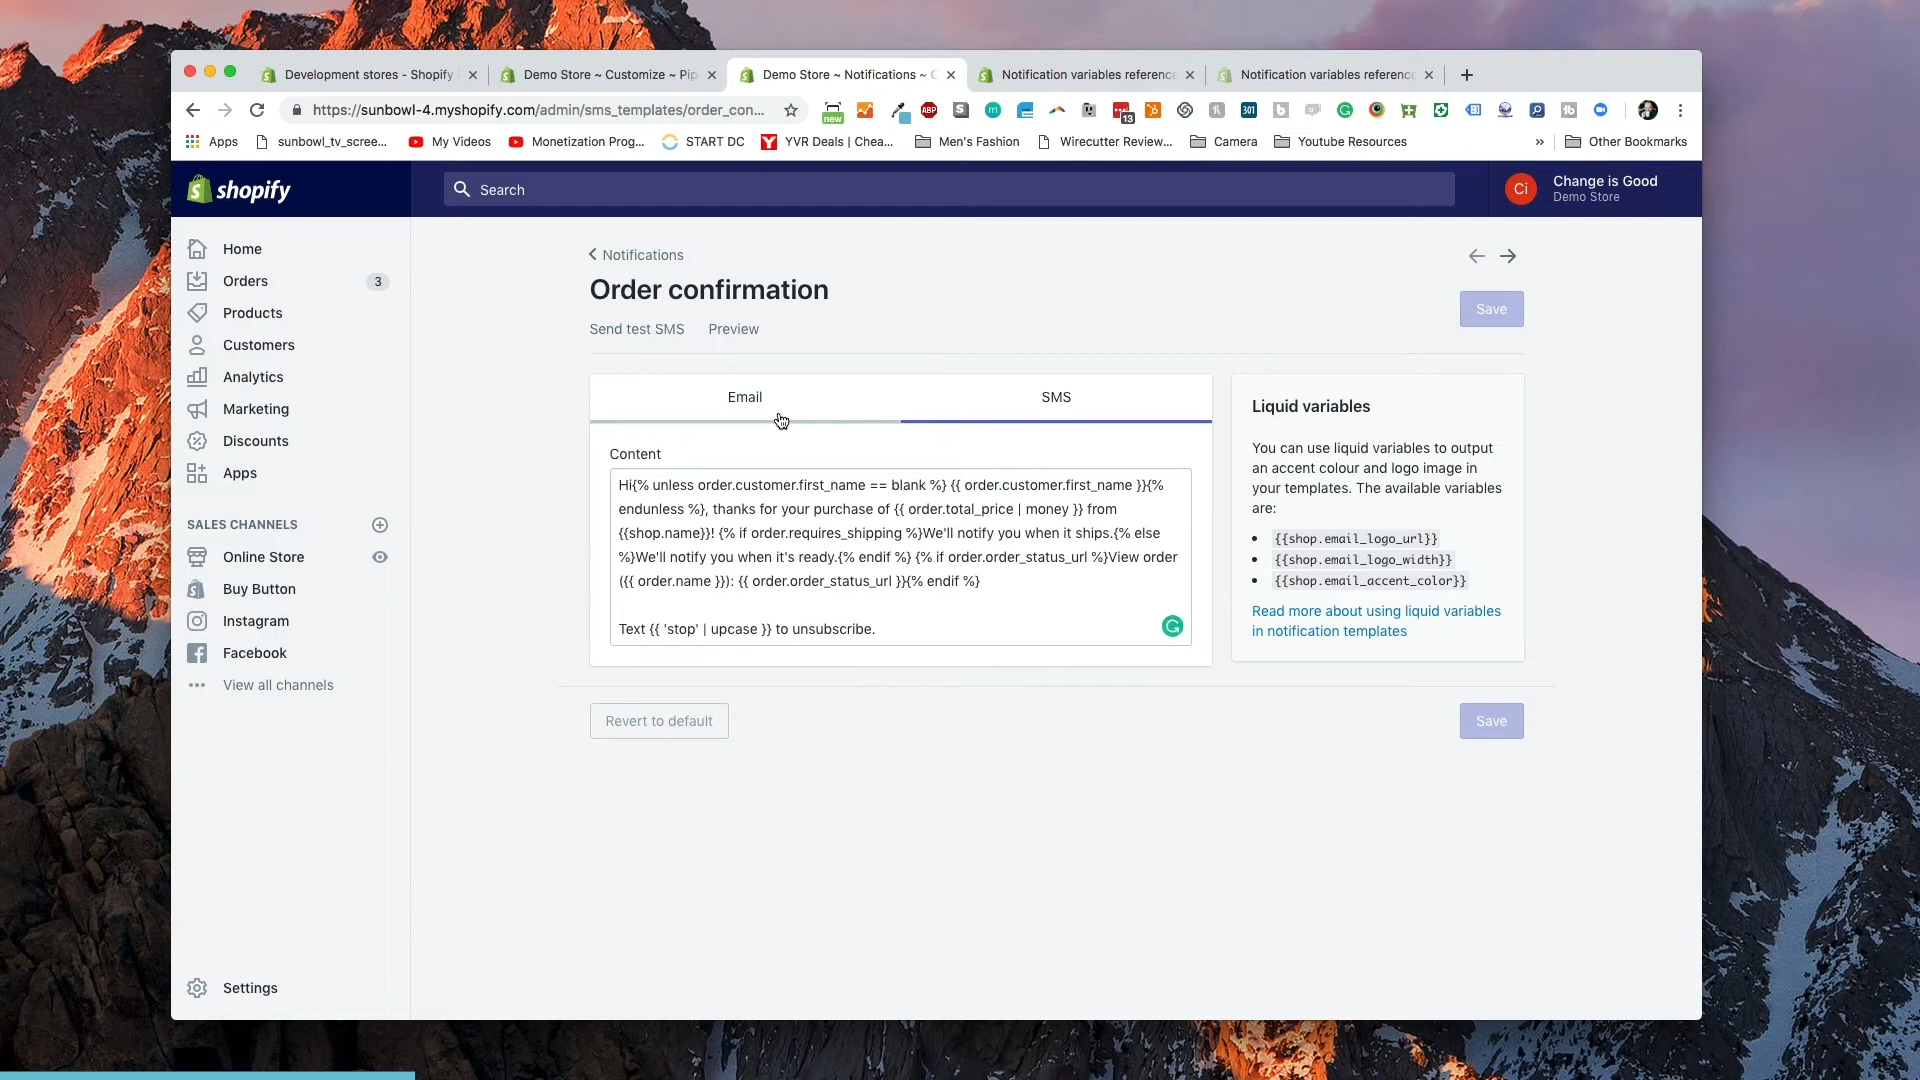 Development stores - Shopify
Demo Store ~ Customize ~ Pip
Demo Store ~ Notifications ~
Notification variables reference
Notification variables reference
https://sunbowl-4.myshopify.com/admin/sms_templates/order_con...
new
ABP
13
301
Apps
sunbowl_tv_scree...
My Videos
Monetization Prog...
START DC
YVR Deals | Chea...
Men's Fashion
Wirecutter Review...
Camera
Youtube Resources
»
Other Bookmarks
shopify
Search
Ci
Change is Good
Demo Store
Home
Orders
3
Products
Customers
Analytics
Marketing
Discounts
Apps
SALES CHANNELS
Online Store
Buy Button
Instagram
Facebook
View all channels
Settings
Notifications
Order confirmation
Send test SMS
Preview
Save
Email
SMS
Content
Hi{% unless order.customer.first_name == blank %} {{ order.customer.first_name }}{%
endunless %}, thanks for your purchase of {{ order.total_price | money }} from
{{shop.name}}! {% if order.requires_shipping %}We'll notify you when it ships.{% else
%}We'll notify you when it's ready.{% endif %} {% if order.order_status_url %}View order
({{ order.name }}): {{ order.order_status_url }}{% endif %}
Text {{ 'stop' | upcase }} to unsubscribe.
Liquid variables
You can use liquid variables to output
an accent colour and logo image in
your templates. The available variables
are:
• {{shop.email_logo_url}}
• {{shop.email_logo_width}}
• {{shop.email_accent_color}}
Read more about using liquid variables
in notification templates
Revert to default
Save